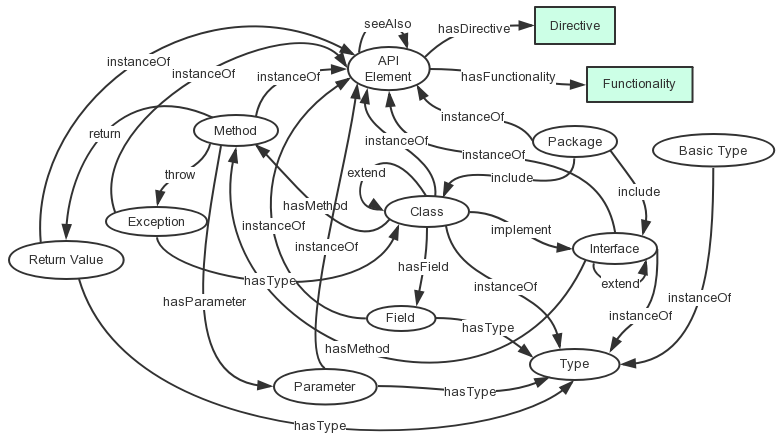 seeAlso
hasDirective
Directive
instanceOf
API
Element
instanceOf
instanceOf
hasFunctionality
Functionality
return
Method
instanceOf
instanceOf
Package
Basic Type
instanceOf
throw
extend
include
include
hasMethod
Class
Exception
instanceOf
implement
instanceOf
Interface
Return Value
hasField
hasType
extend
instanceOf
hasParameter
instanceOf
instanceOf
Field
hasType
hasMethod
Type
Parameter
hasType
hasType